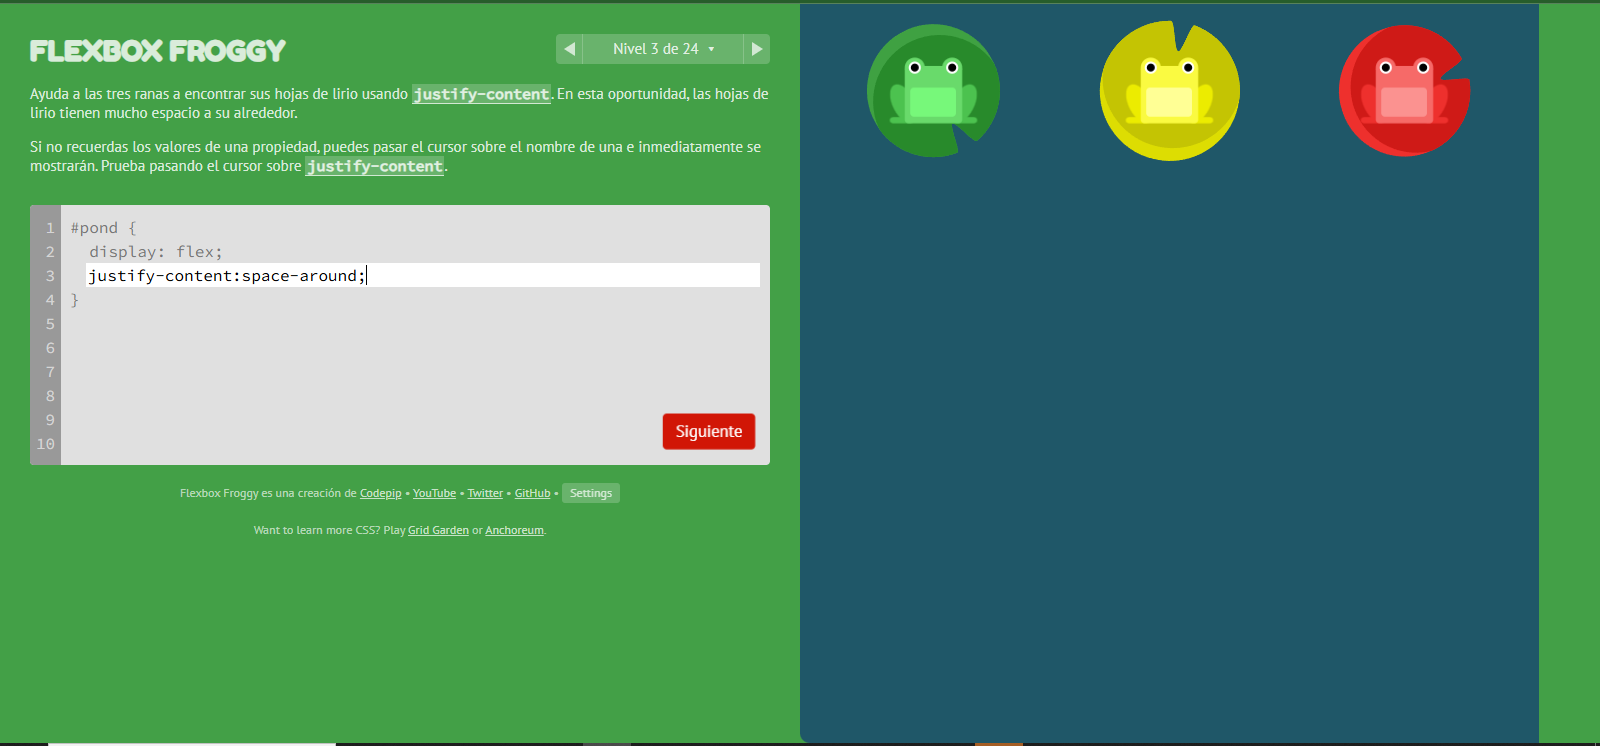 FLEXBOX FROGGY
Nivel 3 de 24
Ayuda a las tres ranas a encontrar sus hojas de lirio usando justify-content. En esta oportunidad, las hojas de
lirio tienen mucho espacio a su alrededor.
Si no recuerdas los valores de una propiedad, puedes pasar el cursor sobre el nombre de una e inmediatamente se
mostrarán. Prueba pasando el cursor sobre justify-content.
1 #pond {
2 display: flex;
3 justify-content:space-around;
4 }
5
6
7
8
9
10
Siguiente
Flexbox Froggy es una creación de Codepip • YouTube • Twitter • GitHub • Settings
Want to learn more CSS? Play Grid Garden or Anchoreum.